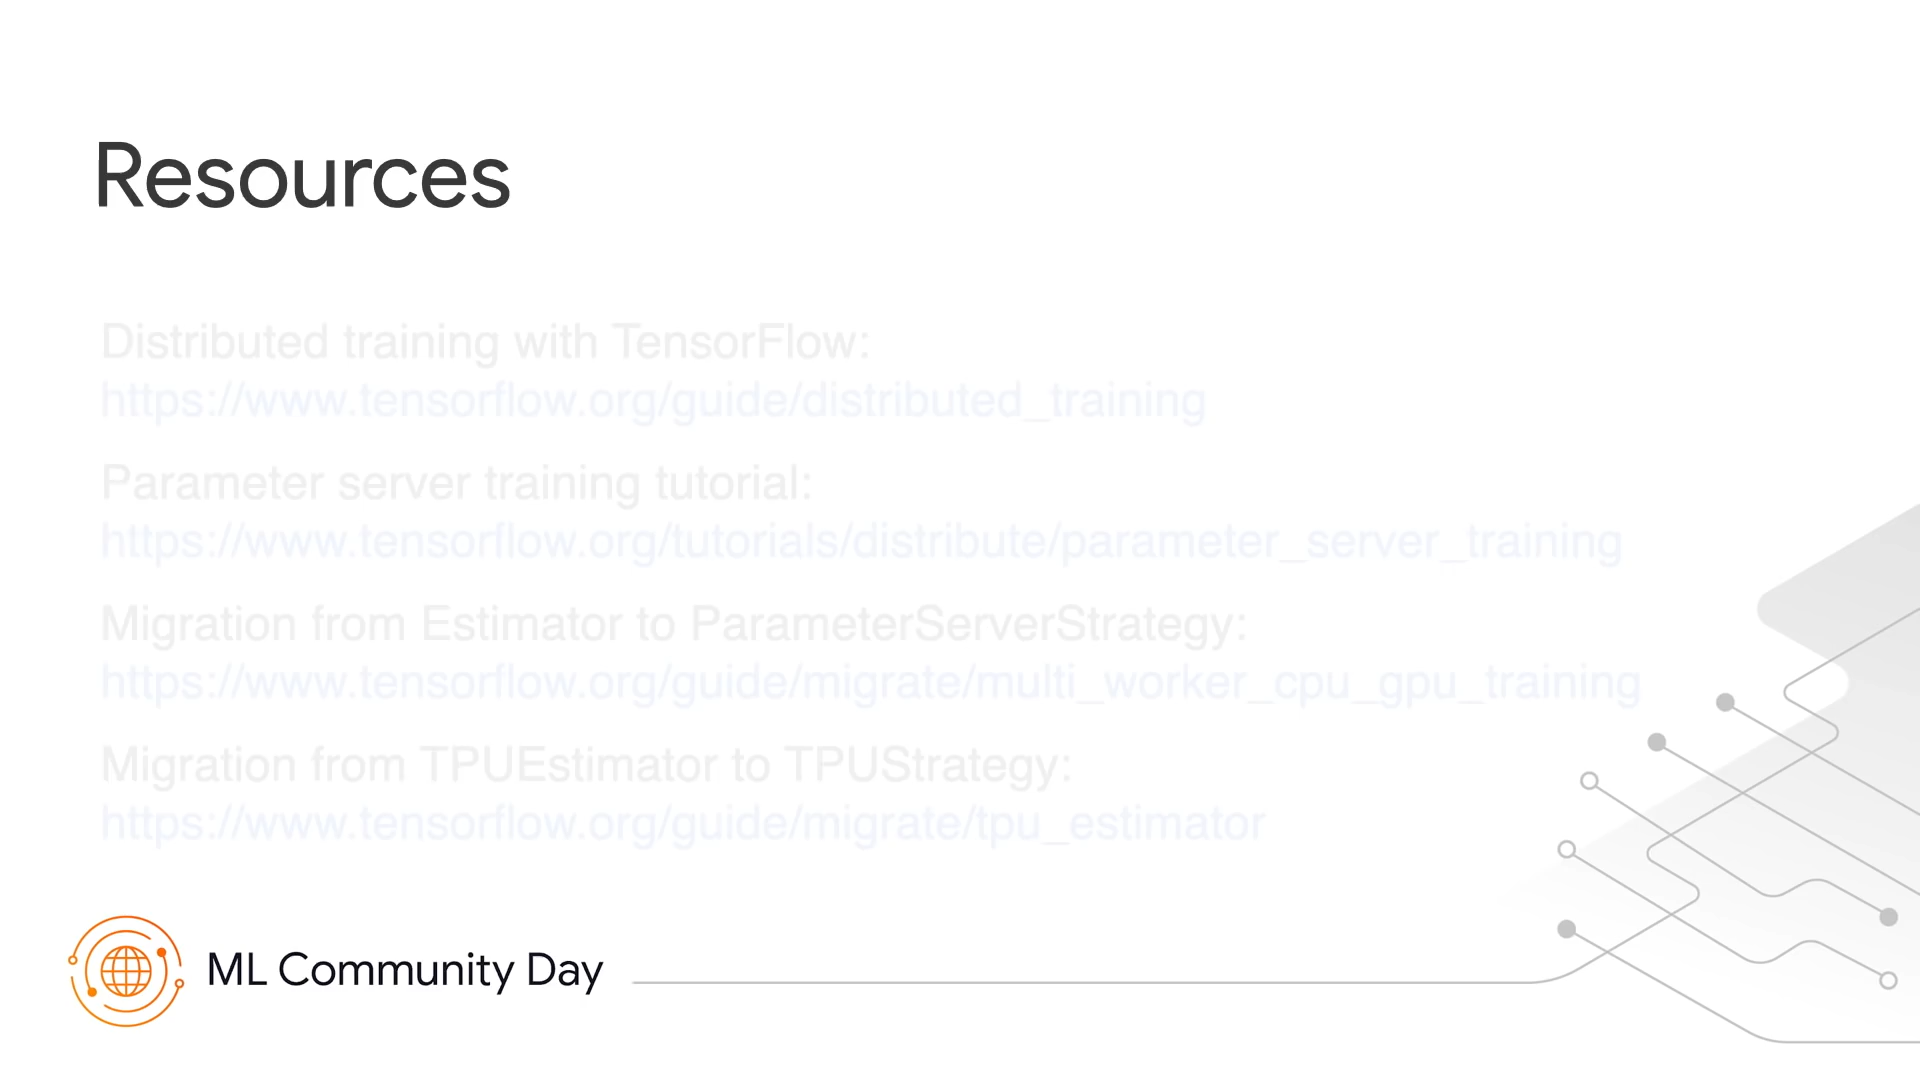 Resources
Distributed training with TensorFlow:
https://www.tensorflow.org/guide/distributed_training
Parameter server training tutorial:
https://www.tensorflow.org/tutorials/distribute/parameter_server_training
Migration from Estimator to ParameterServerStrategy:
https://www.tensorflow.org/guide/migrate/multi_worker_cpu_gpu_training
Migration from TPUEstimator to TPUStrategy:
https://www.tensorflow.org/guide/migrate/tpu_estimator
ML Community Day